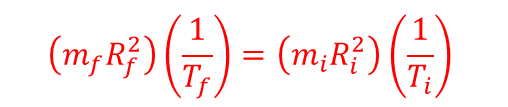 (m_f R_f^2) (1/T_f) = (m_i R_i^2) (1/T_i)